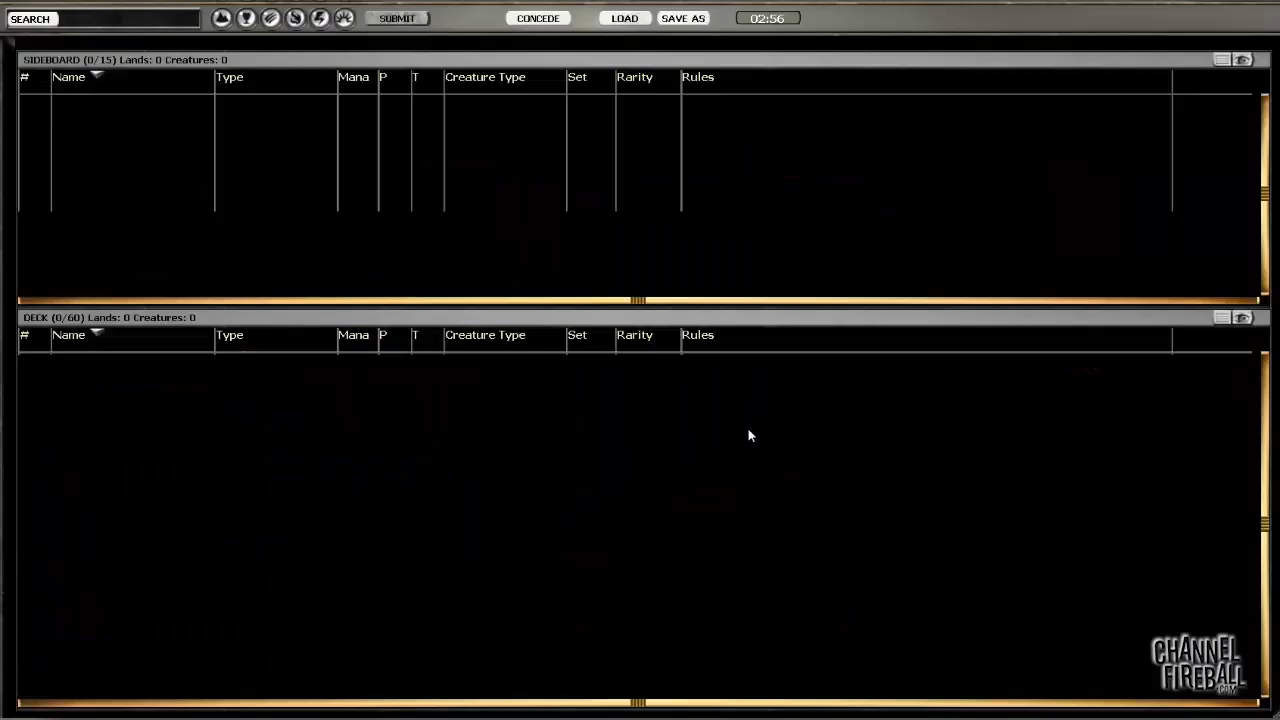 SEARCH SUBMIT CONCEDE LOAD SAVE AS 02:56
SIDEBOARD (0/15) Lands: 0 Creatures: 0
# Name Type Mana P T Creature Type Set Rarity Rules
DECK (0/60) Lands: 0 Creatures: 0
# Name Type Mana P T Creature Type Set Rarity Rules
CHANNEL
FIREBALL
.COM